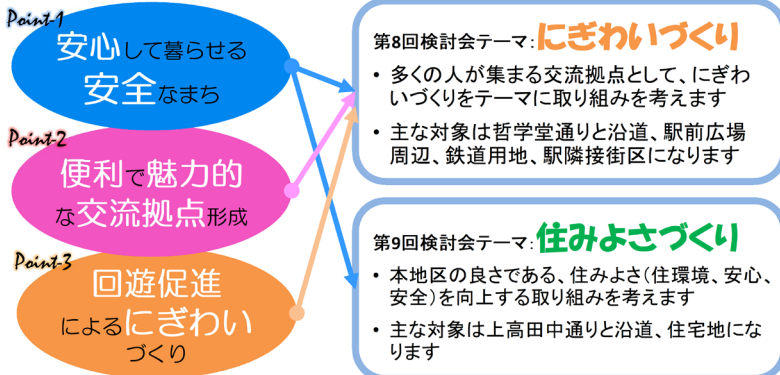 Point-1
安心して暮らせる
安全なまち
Point-2
便利で魅力的
な交流拠点形成
Point-3
回遊促進
によるにぎわい
づくり
第8回検討会テーマ:にぎわいづくり
• 多くの人が集まる交流拠点として、にぎわ
いづくりをテーマに取り組みを考えます
• 主な対象は哲学堂通りと沿道、駅前広場
周辺、鉄道用地、駅隣接街区になります
第9回検討会テーマ:住みよさづくり
• 本地区の良さである、住みよさ(住環境、安心、
安全)を向上する取り組みを考えます
• 主な対象は上高田中通りと沿道、住宅地にな
ります